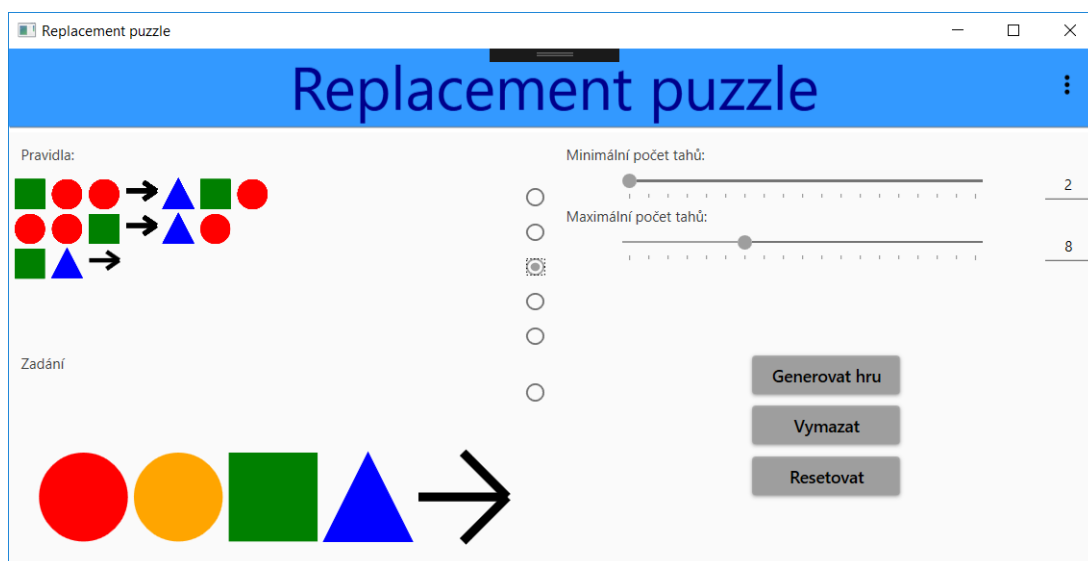 Replacement puzzle
Replacement puzzle
Pravidla:
Minimální počet tahů:
2
Maximální počet tahů:
8
Zadání
Generovat hru
Vymazat
Resetovat